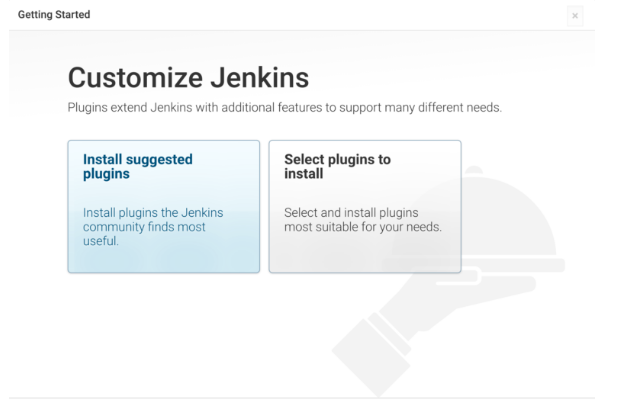 Getting Started
×
Customize Jenkins
Plugins extend Jenkins with additional features to support many different needs.
Install suggested
plugins
Install plugins the Jenkins
community finds most
useful.
Select plugins to
install
Select and install plugins
most suitable for your needs.